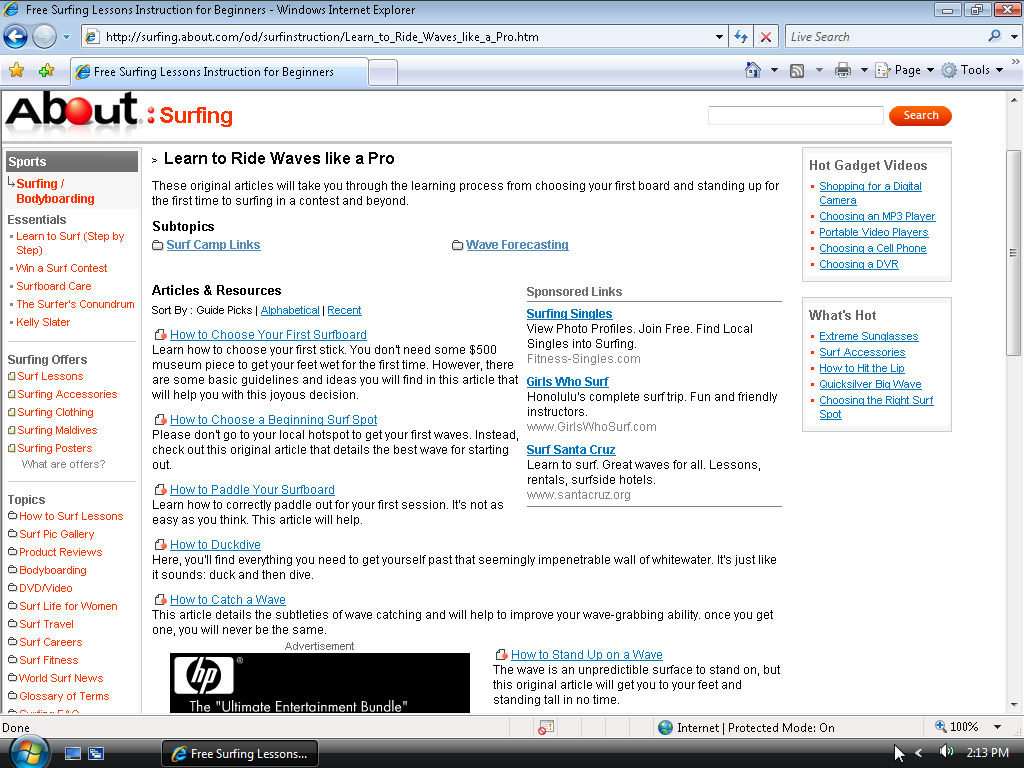 Free Surfing Lessons Instruction for Beginners - Windows Internet Explorer
http://surfing.about.com/od/surfinstruction/Learn_to_Ride_Waves_like_a_Pro.htm
Live Search
Free Surfing Lessons Instruction for Beginners
Page
Tools
About: Surfing
Search
Sports
Surfing /
Bodyboarding
Essentials
Learn to Surf (Step by
Step)
Win a Surf Contest
Surfboard Care
The Surfer's Conundrum
Kelly Slater
Surfing Offers
Surf Lessons
Surfing Accessories
Surfing Clothing
Surfing Maldives
Surfing Posters
What are offers?
Topics
How to Surf Lessons
Surf Pic Gallery
Product Reviews
Bodyboarding
DVD/Video
Surf Life for Women
Surf Travel
Surf Careers
Surf Fitness
World Surf News
Glossary of Terms
Surfing FAQ
> Learn to Ride Waves like a Pro
These original articles will take you through the learning process from choosing your first board and standing up for
the first time to surfing in a contest and beyond.
Subtopics
Surf Camp Links
Wave Forecasting
Articles & Resources
Sort By : Guide Picks | Alphabetical | Recent
How to Choose Your First Surfboard
Learn how to choose your first stick. You don't need some $500
museum piece to get your feet wet for the first time. However, there
are some basic guidelines and ideas you will find in this article that
will help you with this joyous decision.
How to Choose a Beginning Surf Spot
Please don't go to your local hotspot to get your first waves. Instead,
check out this original article that details the best wave for starting
out.
How to Paddle Your Surfboard
Learn how to correctly paddle out for your first session. It's not as
easy as you think. This article will help.
How to Duckdive
Here, you'll find everything you need to get yourself past that seemingly impenetrable wall of whitewater. It's just like
it sounds: duck and then dive.
How to Catch a Wave
This article details the subtleties of wave catching and will help to improve your wave-grabbing ability. once you get
one, you will never be the same.
Advertisement
hp ®
The "Ultimate Entertainment Bundle"
How to Stand Up on a Wave
The wave is an unpredictible surface to stand on, but
this original article will get you to your feet and
standing tall in no time.
Sponsored Links
Surfing Singles
View Photo Profiles. Join Free. Find Local
Singles into Surfing.
Fitness-Singles.com
Girls Who Surf
Honolulu's complete surf trip. Fun and friendly
instructors.
www.GirlsWhoSurf.com
Surf Santa Cruz
Learn to surf. Great waves for all. Lessons,
rentals, surfside hotels.
www.santacruz.org
Hot Gadget Videos
Shopping for a Digital
Camera
Choosing an MP3 Player
Portable Video Players
Choosing a Cell Phone
Choosing a DVR
What's Hot
Extreme Sunglasses
Surf Accessories
How to Hit the Lip
Quicksilver Big Wave
Choosing the Right Surf
Spot
Done
Internet | Protected Mode: On
100%
Free Surfing Lessons...
2:13 PM